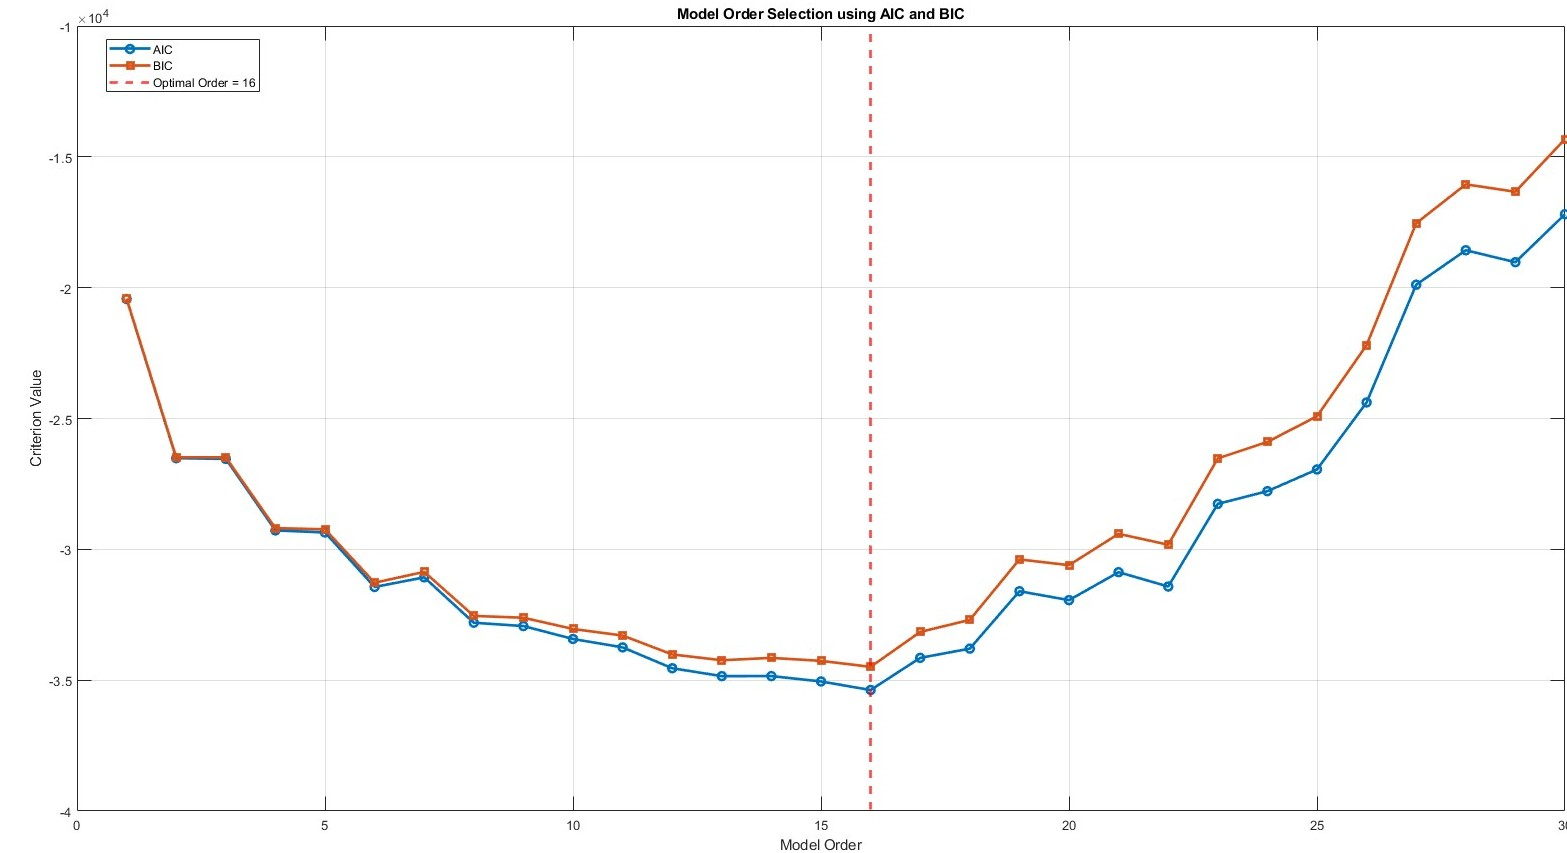 Model Order Selection using AIC and BIC
×10⁴
AIC
BIC
Optimal Order = 16
-1
-1.5
-2
-2.5
-3
-3.5
-4
Criterion Value
0 5 10 15 20 25 30
Model Order